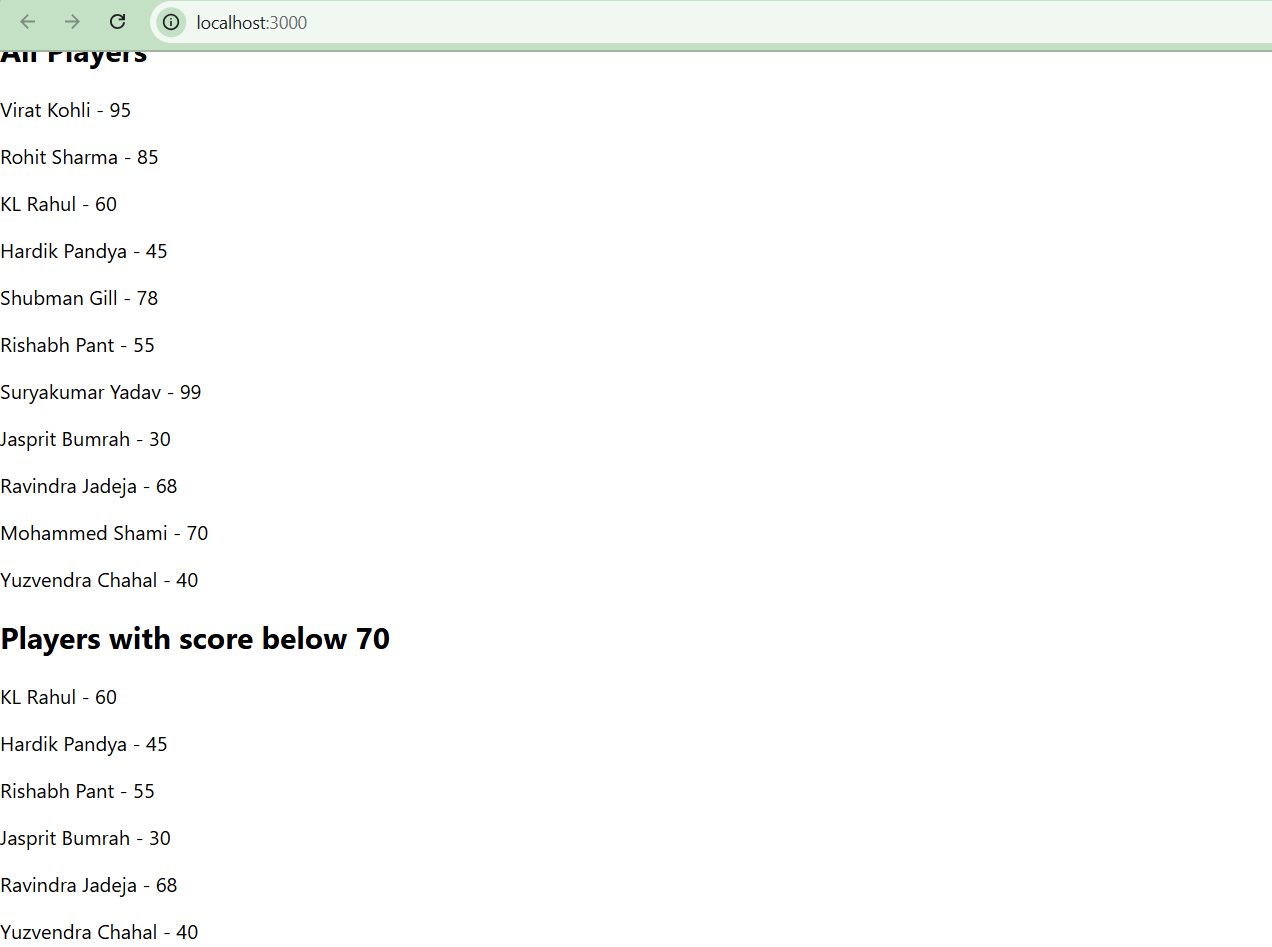 localhost:3000
All Players
Virat Kohli - 95
Rohit Sharma - 85
KL Rahul - 60
Hardik Pandya - 45
Shubman Gill - 78
Rishabh Pant - 55
Suryakumar Yadav - 99
Jasprit Bumrah - 30
Ravindra Jadeja - 68
Mohammed Shami - 70
Yuzvendra Chahal - 40
Players with score below 70
KL Rahul - 60
Hardik Pandya - 45
Rishabh Pant - 55
Jasprit Bumrah - 30
Ravindra Jadeja - 68
Yuzvendra Chahal - 40